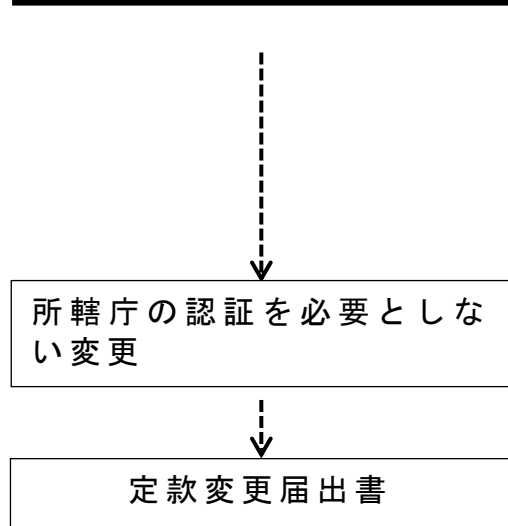 所轄庁の認証を必要としな
い変更
定款変更届出書